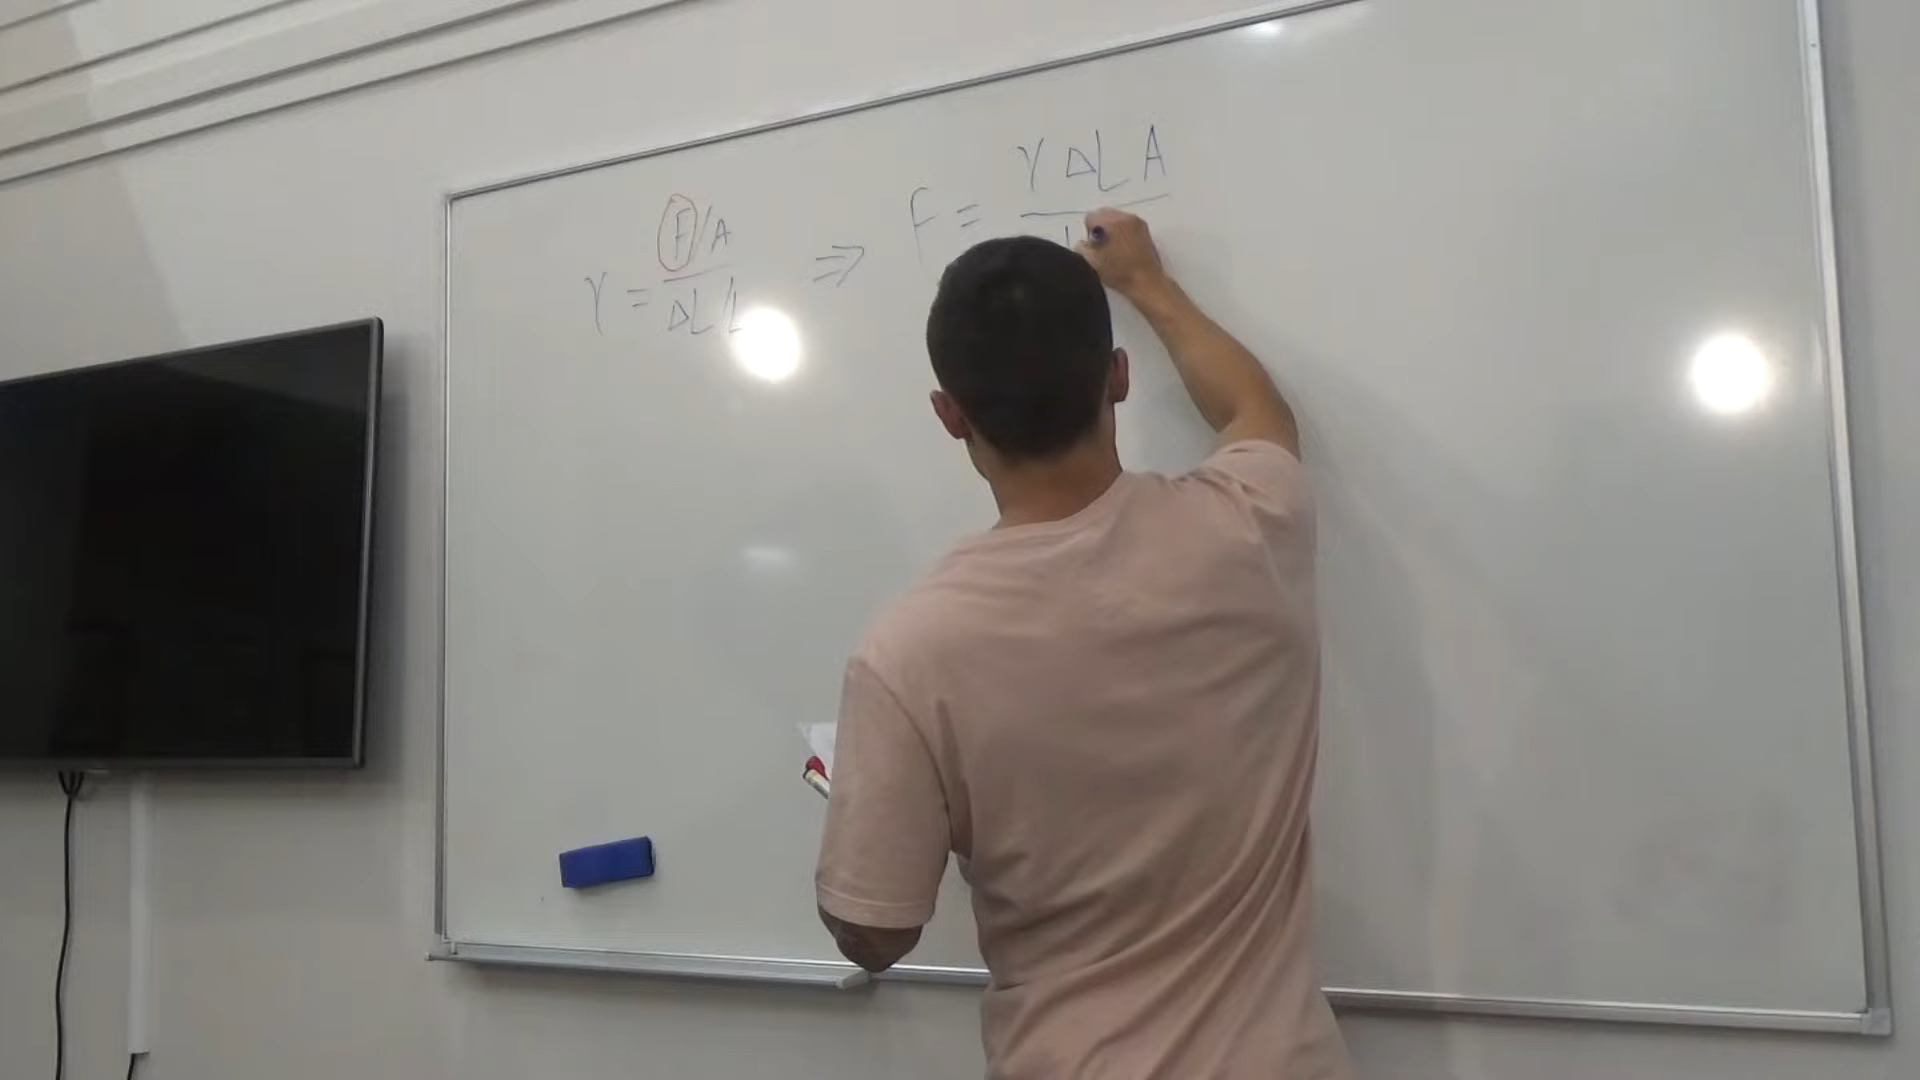 Y = F/A / ΔL/L ⇒ F = Y ΔL A / L